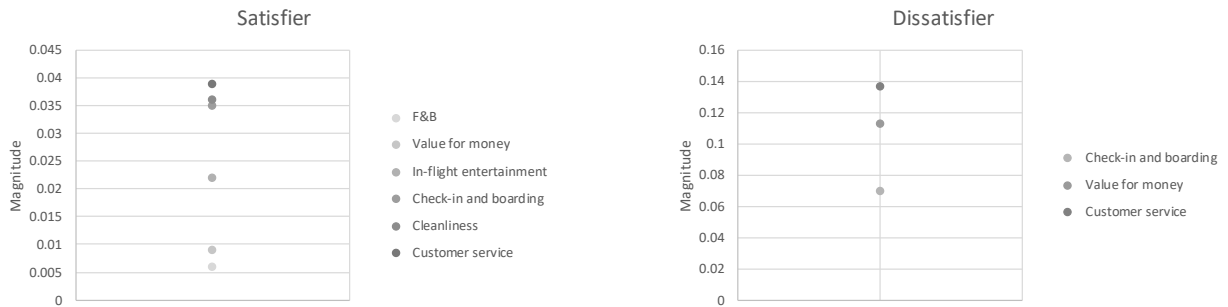 Satisfier
0.045
0.04
0.035
0.03
0.025
0.02
0.015
0.01
0.005
0
Magnitude
F&B
Value for money
In-flight entertainment
Check-in and boarding
Cleanliness
Customer service
Dissatisfier
0.16
0.14
0.12
0.1
0.08
0.06
0.04
0.02
0
Magnitude
Check-in and boarding
Value for money
Customer service